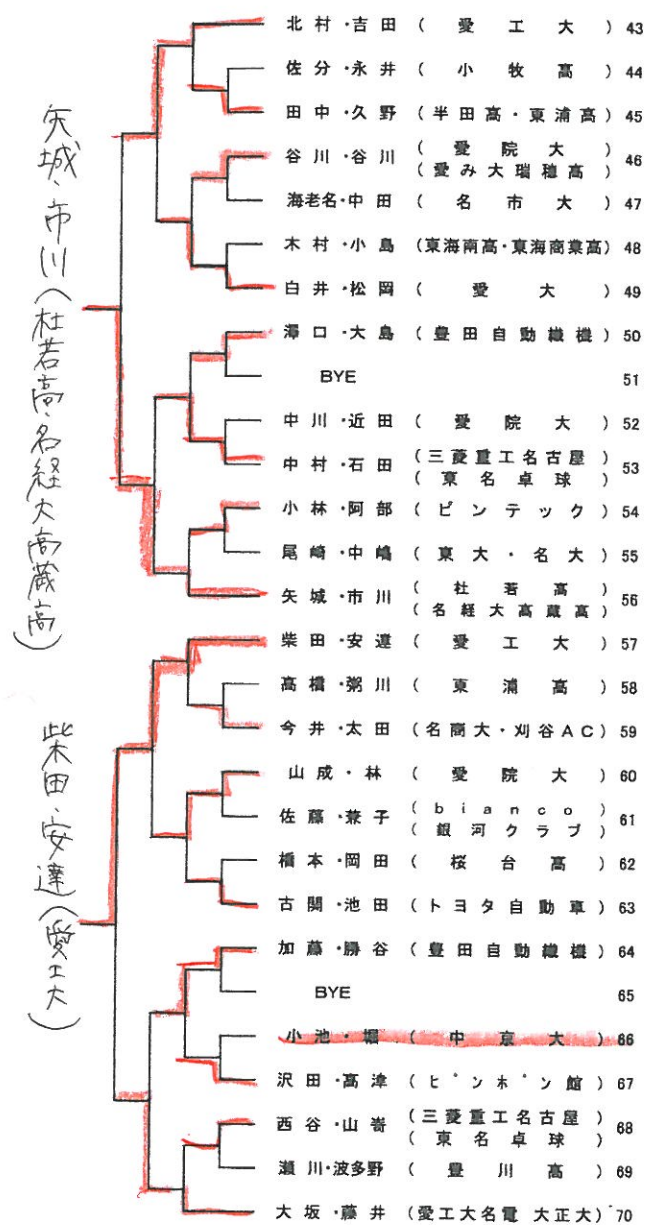 矢城・市川(杜若高・名経大高蔵高)
柴田・安達(愛工大)
北村・吉田 (愛工大) 43
佐分・永井 (小牧高) 44
田中・久野 (半田高・東浦高) 45
谷川・谷川 (愛院大) (愛み大瑞穂高) 46
海老名・中田 (名市大) 47
木村・小島 (東海南高・東海商業高) 48
白井・松岡 (愛大) 49
澤口・大島 (豊田自動織機) 50
BYE 51
中川・近田 (愛院大) 52
中村・石田 (三菱重工名古屋) (東名卓球) 53
小林・阿部 (ピンテック) 54
尾崎・中嶋 (東大・名大) 55
矢城・市川 (杜若高) (名経大高蔵高) 56
柴田・安達 (愛工大) 57
高橋・粥川 (東浦高) 58
今井・太田 (名商大・刈谷AC) 59
山成・林 (愛院大) 60
佐藤・兼子 (bianco) (銀河クラブ) 61
橋本・岡田 (桜台高) 62
古関・池田 (トヨタ自動車) 63
加藤・勝谷 (豊田自動織機) 64
BYE 65
小池・堀 (中京大) 66
沢田・高津 (ピンポン館) 67
西谷・山嵜 (三菱重工名古屋) (東名卓球) 68
瀬川・波多野 (豊川高) 69
大坂・藤井 (愛工大名電 大正大) 70